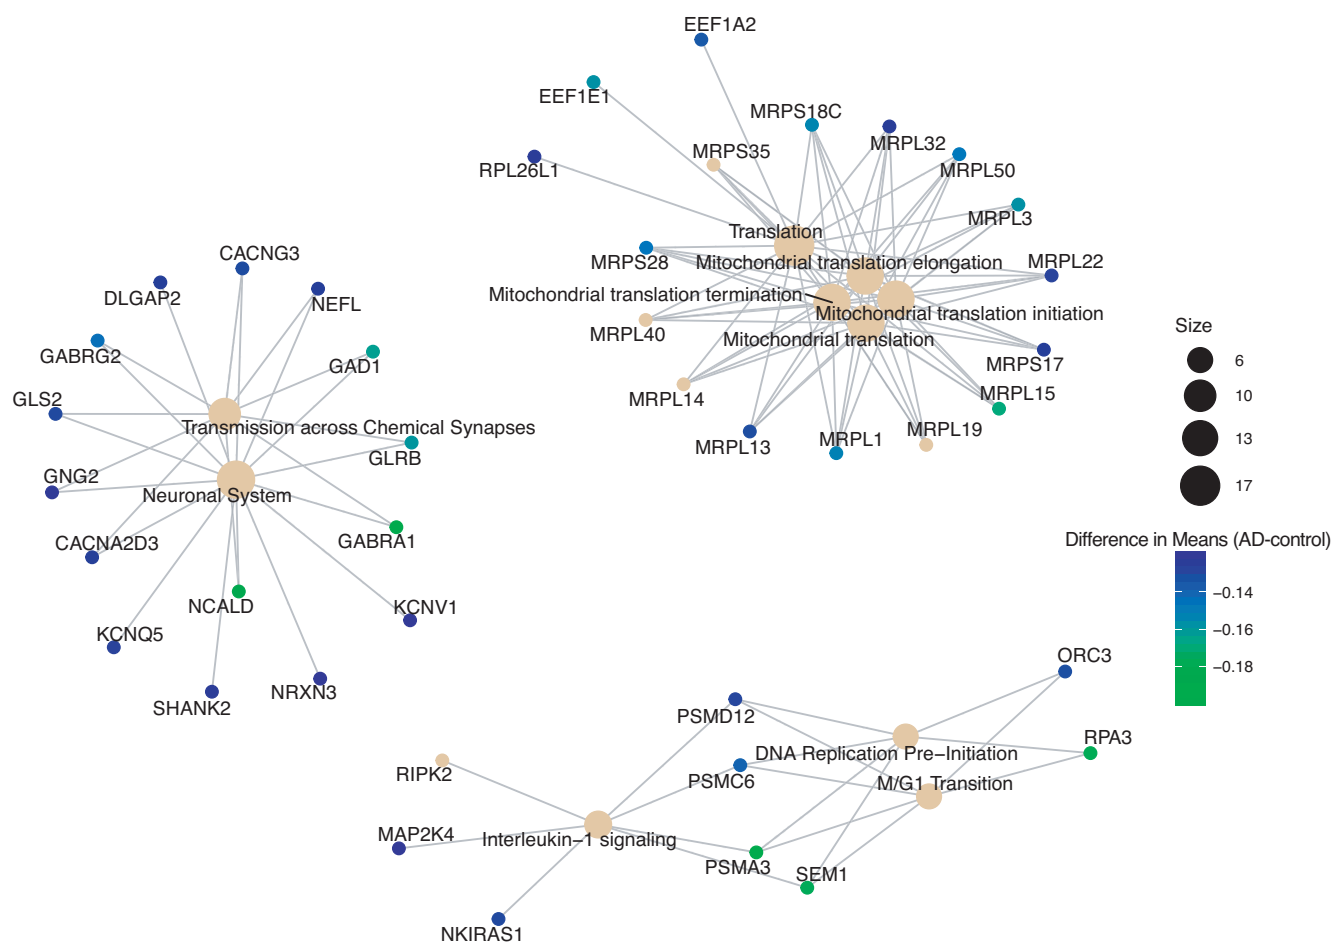 EEF1A2
EEF1E1
MRPS18C
MRPL32
MRPS35
RPL26L1
MRPL50
MRPL3
Translation
CACNG3
MRPS28
Mitochondrial translation elongation
MRPL22
DLGAP2
NEFL
Mitochondrial translation termination
Mitochondrial translation initiation
MRPL40
Mitochondrial translation
GABRG2
GAD1
MRPS17
MRPL15
GLS2
MRPL14
Transmission across Chemical Synapses
MRPL19
MRPL13
MRPL1
GLRB
GNG2
Neuronal System
CACNA2D3
GABRA1
NCALD
KCNV1
KCNQ5
NRXN3
SHANK2
Size
6
10
13
17
Difference in Means (AD-control)
−0.14
−0.16
−0.18
ORC3
PSMD12
RPA3
DNA Replication Pre−Initiation
RIPK2
PSMC6
M/G1 Transition
MAP2K4
Interleukin−1 signaling
PSMA3
SEM1
NKIRAS1